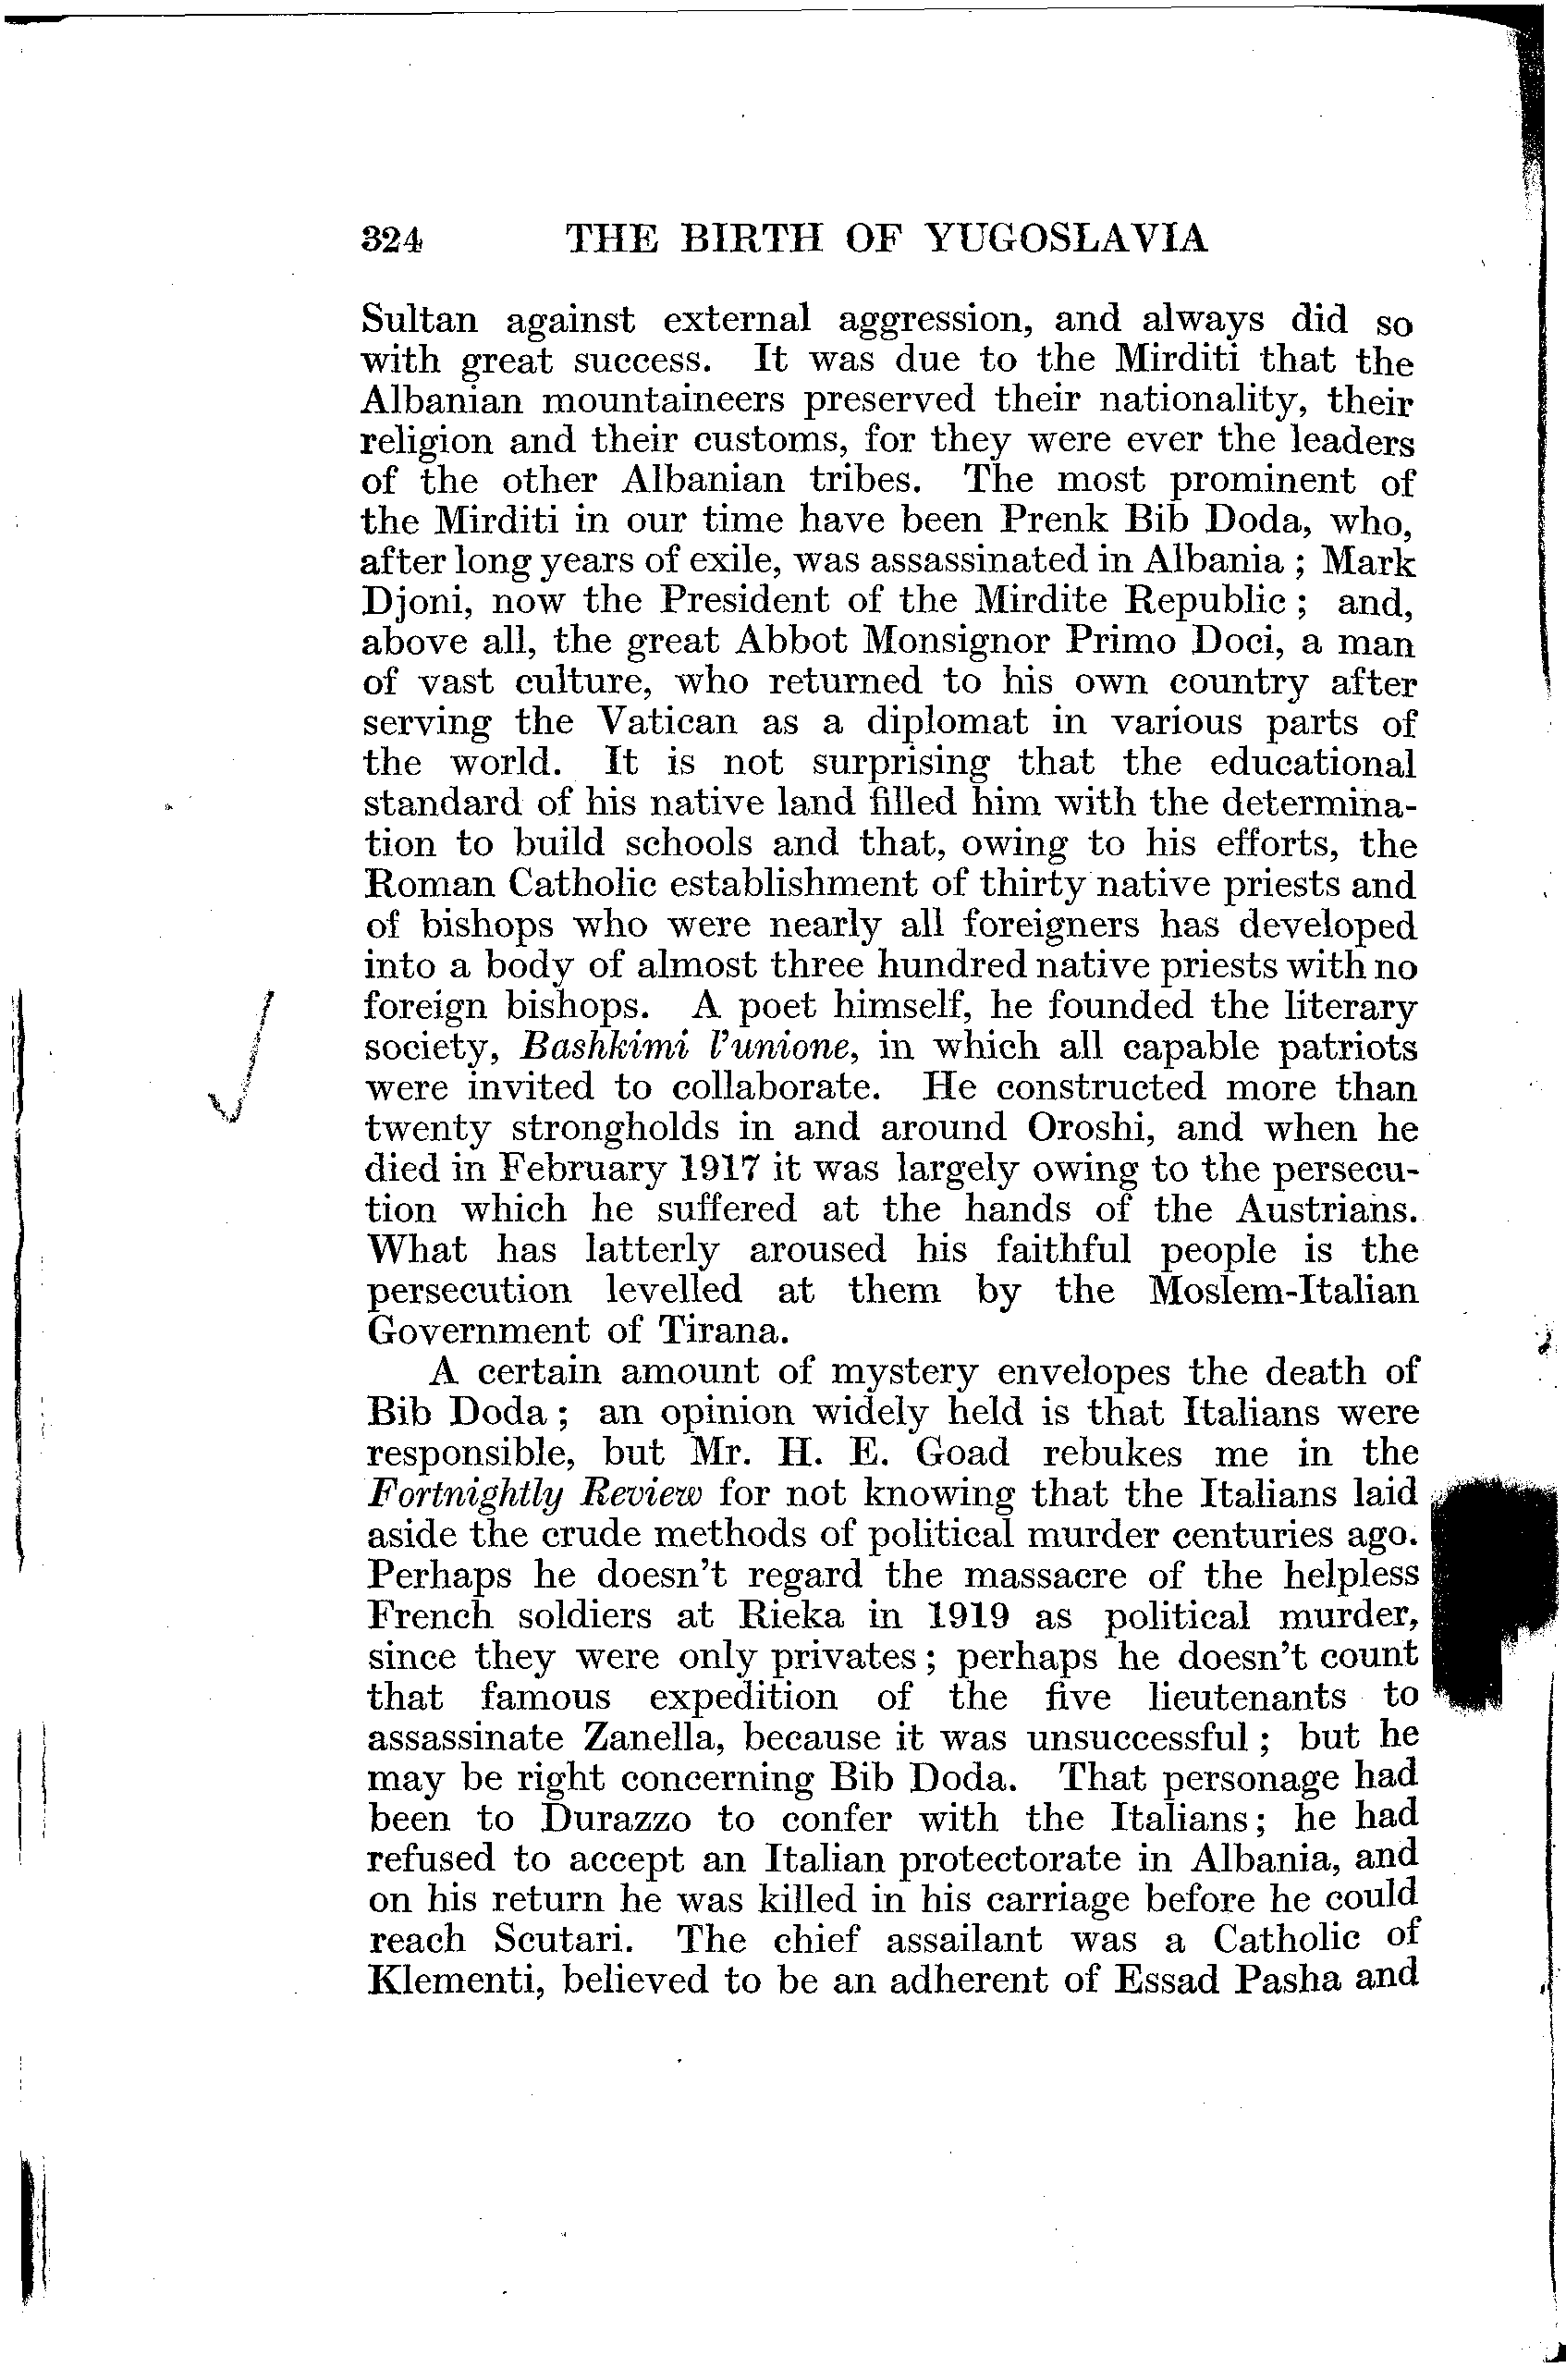 324 THE BIRTH OF YUGOSLAVIA
Sultan against external aggression, and always did so
with great success. It was due to the Mirditi that the
Albanian mountaineers preserved their nationality, their
religion and their customs, for they were ever the leaders
of the other Albanian tribes. The most prominent of
the Mirditi in our time have been Prenk Bib Doda, who,
after long years of exile, was assassinated in Albania ; Mark
Djoni, now the President of the Mirdite Republic ; and,
above all, the great Abbot Monsignor Primo Doci, a man
of vast culture, who returned to his own country after
serving the Vatican as a diplomat in various parts of
the world. It is not surprising that the educational
standard of his native land filled him with the determina-
tion to build schools and that, owing to his efforts, the
Roman Catholic establishment of thirty native priests and
of bishops who were nearly all foreigners has developed
into a body of almost three hundred native priests with no
foreign bishops. A poet himself, he founded the literary
society, Bashkimi l'unione, in which all capable patriots
were invited to collaborate. He constructed more than
twenty strongholds in and around Oroshi, and when he
died in February 1917 it was largely owing to the persecu-
tion which he suffered at the hands of the Austrians.
What has latterly aroused his faithful people is the
persecution levelled at them by the Moslem-Italian
Government of Tirana.
A certain amount of mystery envelopes the death of
Bib Doda ; an opinion widely held is that Italians were
responsible, but Mr. H. E. Goad rebukes me in the
Fortnightly Review for not knowing that the Italians laid
aside the crude methods of political murder centuries ago.
Perhaps he doesn't regard the massacre of the helpless
French soldiers at Rieka in 1919 as political murder,
since they were only privates ; perhaps he doesn't count
that famous expedition of the five lieutenants to
assassinate Zanella, because it was unsuccessful ; but he
may be right concerning Bib Doda. That personage had
been to Durazzo to confer with the Italians; he had
refused to accept an Italian protectorate in Albania, and
on his return he was killed in his carriage before he could
reach Scutari. The chief assailant was a Catholic of
Klementi, believed to be an adherent of Essad Pasha and